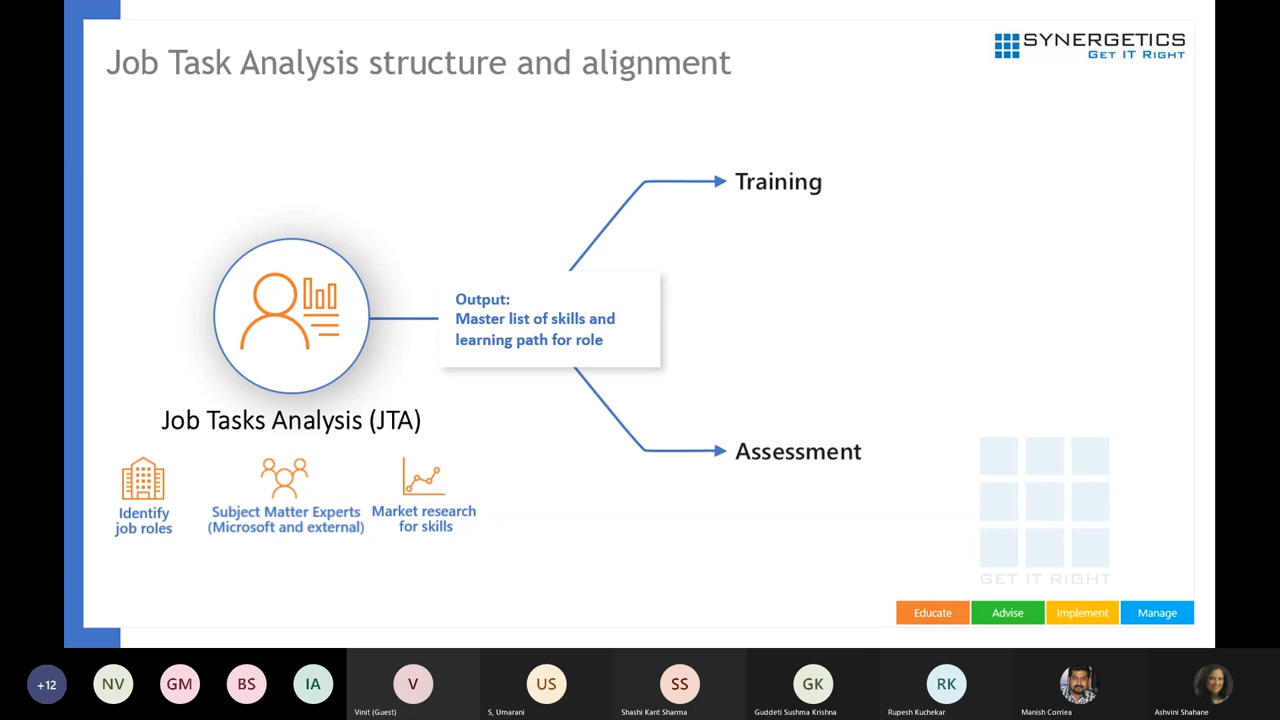 Job Task Analysis structure and alignment
SYNERGETICS
GET IT RIGHT
Training
Output:
Master list of skills and
learning path for role
Job Tasks Analysis (JTA)
Assessment
Identify
job roles
Subject Matter Experts
(Microsoft and external)
Market research
for skills
GET IT RIGHT
Educate
Advise
Implement
Manage
+12
NV
GM
BS
IA
V
US
SS
GK
RK
Vinit (Guest)
S, Umarani
Shashi Kant Sharma
Guddeti Sushma Krishna
Rupesh Kuchekar
Manish Corriea
Ashvini Shahane